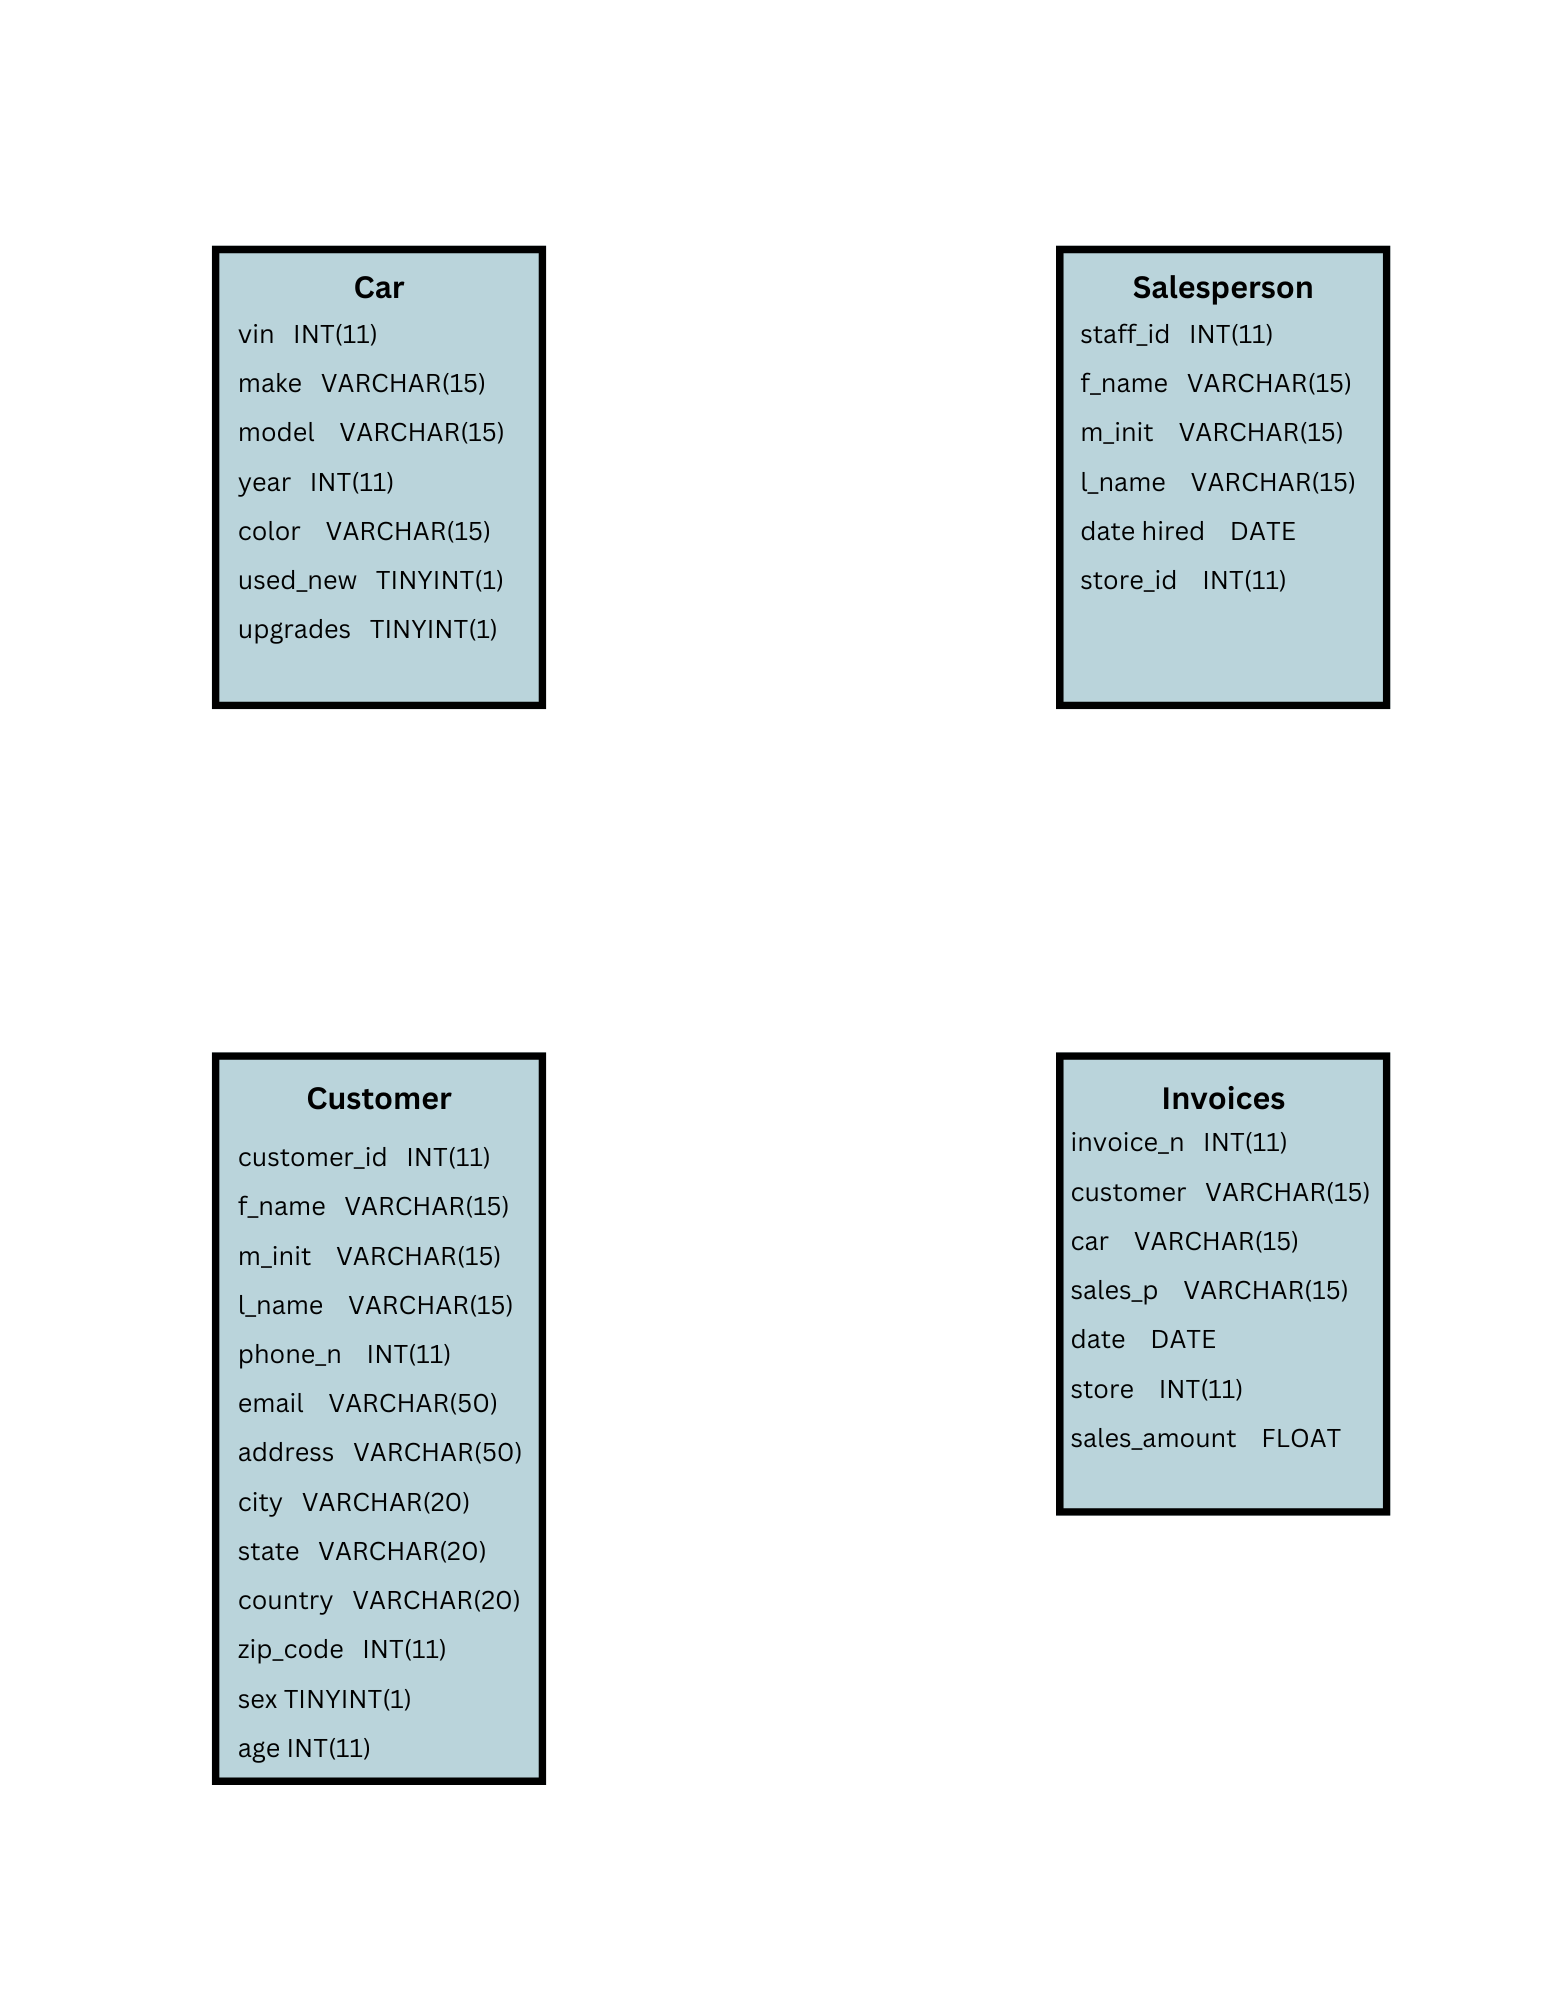 Car
vin INT(11)
make VARCHAR(15)
model VARCHAR(15)
year INT(11)
color VARCHAR(15)
used_new TINYINT(1)
upgrades TINYINT(1)
Salesperson
staff_id INT(11)
f_name VARCHAR(15)
m_init VARCHAR(15)
l_name VARCHAR(15)
date hired DATE
store_id INT(11)
Customer
customer_id INT(11)
f_name VARCHAR(15)
m_init VARCHAR(15)
l_name VARCHAR(15)
phone_n INT(11)
email VARCHAR(50)
address VARCHAR(50)
city VARCHAR(20)
state VARCHAR(20)
country VARCHAR(20)
zip_code INT(11)
sex TINYINT(1)
age INT(11)
Invoices
invoice_n INT(11)
customer VARCHAR(15)
car VARCHAR(15)
sales_p VARCHAR(15)
date DATE
store INT(11)
sales_amount FLOAT